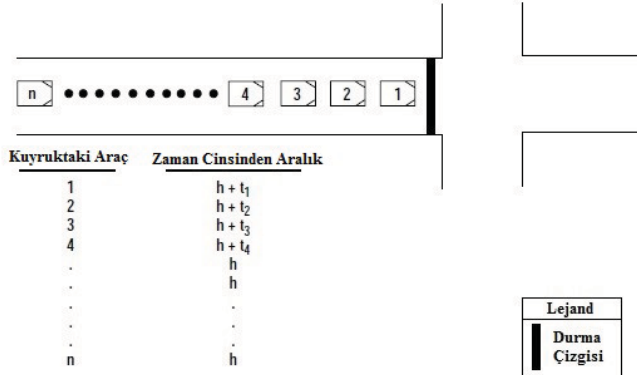 n 4 3 2 1
Kuyruktaki Araç Zaman Cinsinden Aralık
1 h + t₁
2 h + t₂
3 h + t₃
4 h + t₄
. h
. h
. .
. .
. .
n h
Lejand
Durma
Çizgisi